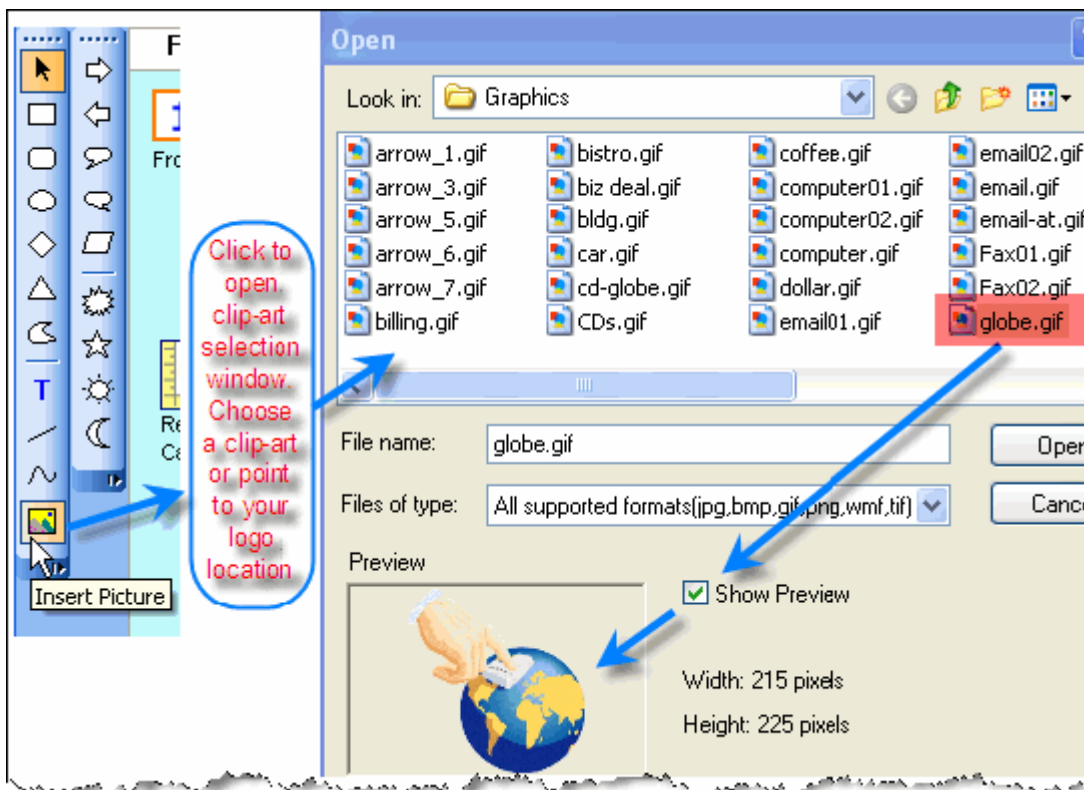 F
Fro
Re
Ca
T
Insert Picture
Click to
open
clip-art
selection
window.
Choose
a clip-art
or point
to your
logo
location
Open
Look in: Graphics
arrow_1.gif bistro.gif coffee.gif email02.gif
arrow_3.gif biz deal.gif computer01.gif email.gif
arrow_5.gif bldg.gif computer02.gif email-at.gif
arrow_6.gif car.gif computer.gif Fax01.gif
arrow_7.gif cd-globe.gif dollar.gif Fax02.gif
billing.gif CDs.gif email01.gif globe.gif
File name: globe.gif Open
Files of type: All supported formats(jpg,bmp,gif,png,wmf,tif) Cance
Preview
Show Preview
Width: 215 pixels
Height: 225 pixels